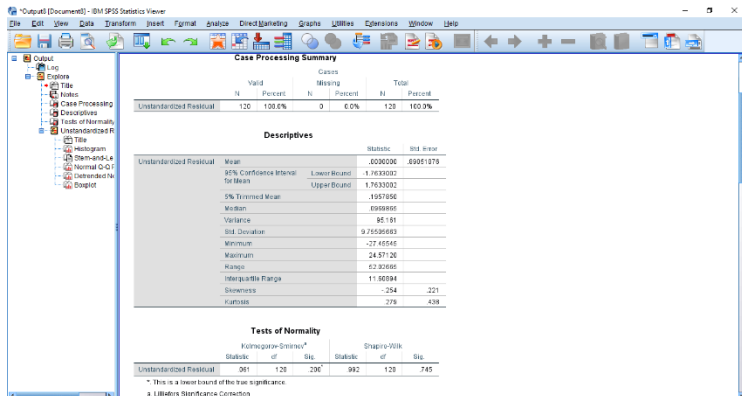 *Output5 [Document8] - IBM SPSS Statistics Viewer
File Edit View Data Transform Insert Format Analyze Direct Marketing Graphs Utilities Extensions Window Help
Output
Log
Explore
Title
Notes
Case Processing
Descriptives
Tests of Normality
Unstandardized R
Title
Histogram
Stem-and-Le
Normal Q-Q P
Detrended No
Boxplot
Case Processing Summary
Cases
Valid Missing Total
N Percent N Percent N Percent
Unstandardized Residual 120 100.0% 0 0.0% 120 100.0%
Descriptives
Statistic Std. Error
Unstandardized Residual Mean .0000000 .89051076
95% Confidence Interval for Mean Lower Bound -1.7633002
Upper Bound 1.7633002
5% Trimmed Mean .1957850
Median .0969865
Variance 95.161
Std. Deviation 9.75505663
Minimum -27.45545
Maximum 24.57120
Range 52.02665
Interquartile Range 11.60894
Skewness -.254 .221
Kurtosis .279 .438
Tests of Normality
Kolmogorov-Smirnov a Shapiro-Wilk
Statistic df Sig. Statistic df Sig.
Unstandardized Residual .061 120 .200* .992 120 .745
*. This is a lower bound of the true significance.
a. Lilliefors Significance Correction